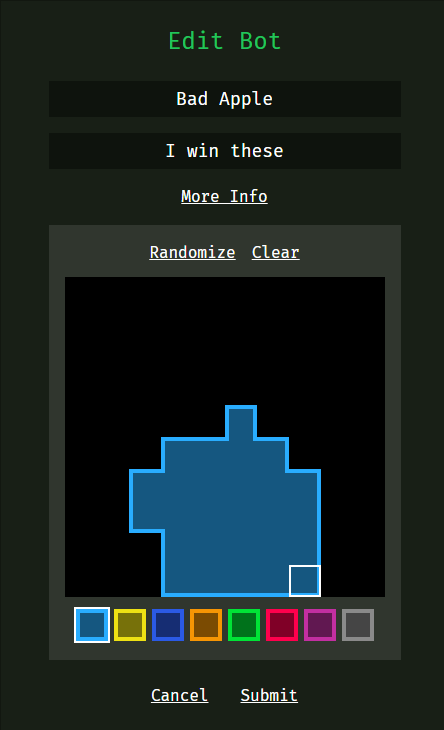 Edit Bot
Bad Apple
I win these
More Info
Randomize Clear
Cancel Submit